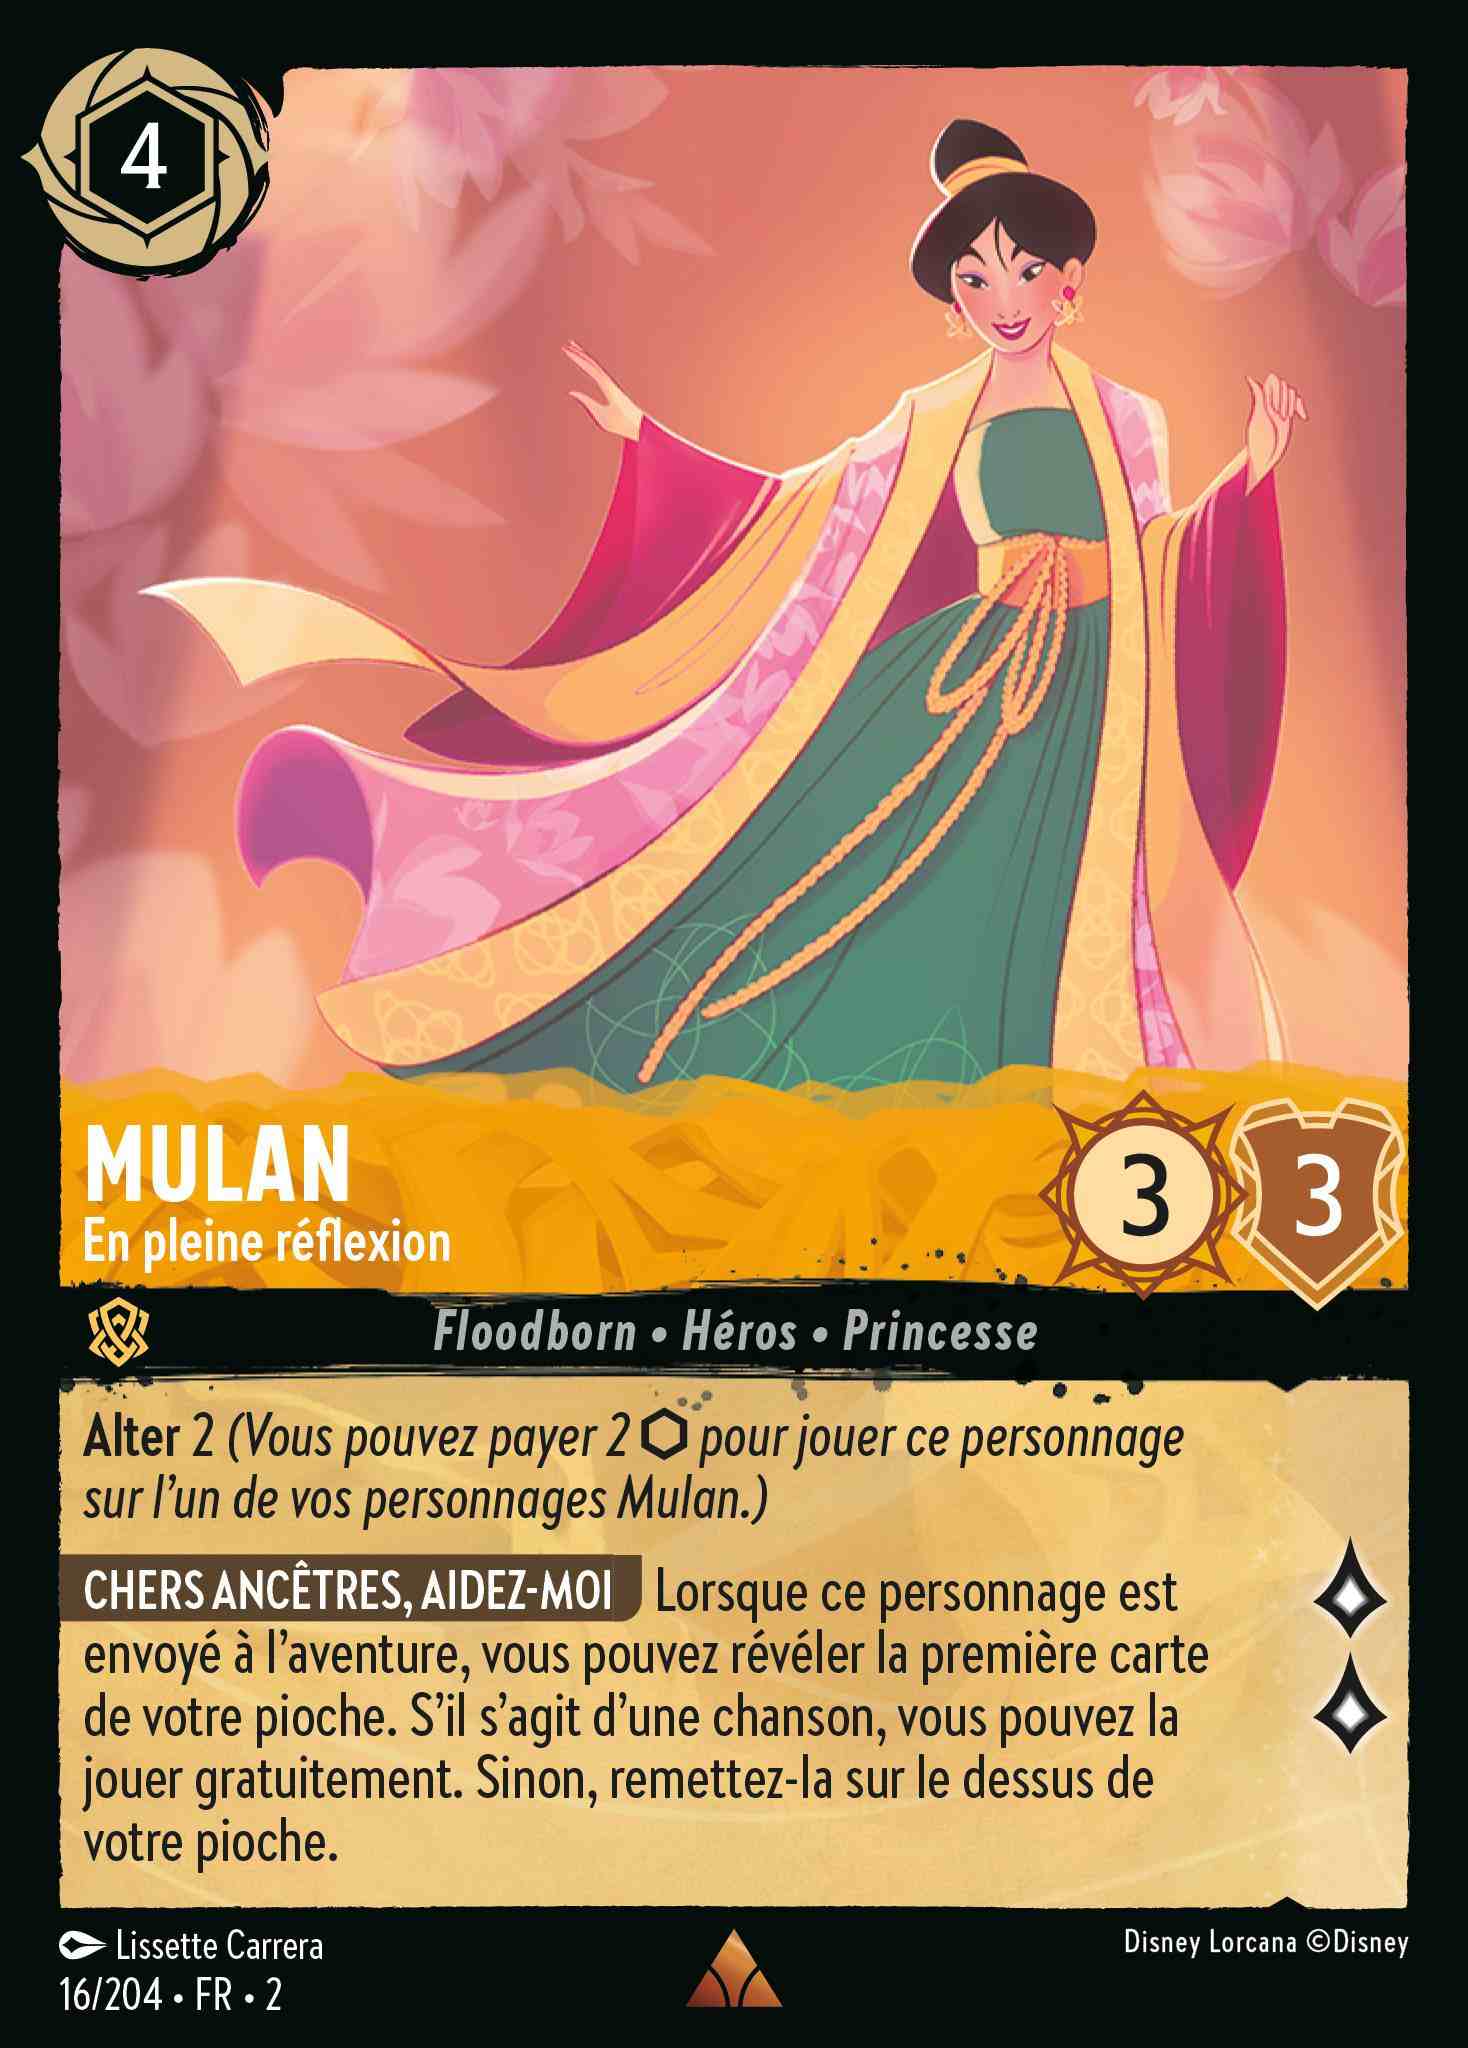 4
MULAN
En pleine réflexion
3
3
Floodborn • Héros • Princesse
Alter 2 (Vous pouvez payer 2 ⬡ pour jouer ce personnage
sur l'un de vos personnages Mulan.)
CHERS ANCÊTRES, AIDEZ-MOI Lorsque ce personnage est
envoyé à l'aventure, vous pouvez révéler la première carte
de votre pioche. S'il s'agit d'une chanson, vous pouvez la
jouer gratuitement. Sinon, remettez-la sur le dessus de
votre pioche.
Lissette Carrera
Disney Lorcana ©Disney
16/204 • FR • 2